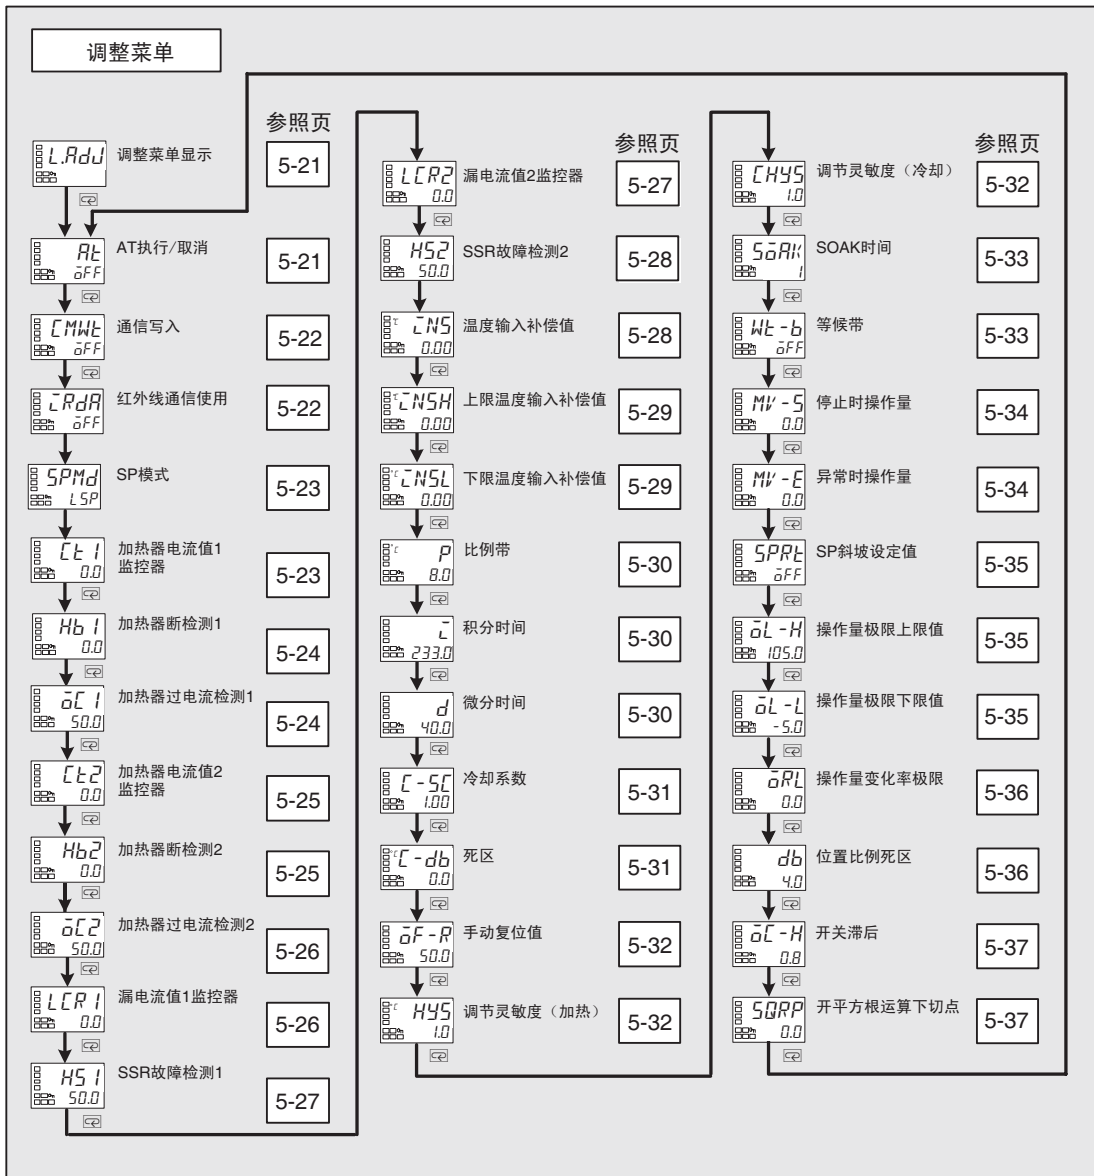 调整菜单
参照页
L.AdJ
调整菜单显示
5-21
At
oFF
AT执行/取消
5-21
CMWt
oFF
通信写入
5-22
iRdA
oFF
红外线通信使用
5-22
SPMd
LSP
SP模式
5-23
Ct1
0.0
加热器电流值1
监控器
5-23
Hb1
0.0
加热器断检测1
5-24
oC1
50.0
加热器过电流检测1
5-24
Ct2
0.0
加热器电流值2
监控器
5-25
Hb2
0.0
加热器断检测2
5-25
oC2
50.0
加热器过电流检测2
5-26
LCR1
0.0
漏电流值1监控器
5-26
HS1
50.0
SSR故障检测1
5-27
参照页
LCR2
0.0
漏电流值2监控器
5-27
HS2
50.0
SSR故障检测2
5-28
℃ iNS
0.00
温度输入补偿值
5-28
℃ iNSH
0.00
上限温度输入补偿值
5-29
℃ iNSL
0.00
下限温度输入补偿值
5-29
℃ P
8.0
比例带
5-30
i
233.0
积分时间
5-30
d
40.0
微分时间
5-30
C-SC
1.00
冷却系数
5-31
℃ C-db
0.0
死区
5-31
oF-R
50.0
手动复位值
5-32
℃ HYS
1.0
调节灵敏度（加热）
5-32
参照页
CHYS
1.0
调节灵敏度（冷却）
5-32
SoAK
1
SOAK时间
5-33
Wt-b
oFF
等候带
5-33
MV-S
0.0
停止时操作量
5-34
MV-E
0.0
异常时操作量
5-34
SPRt
oFF
SP斜坡设定值
5-35
oL-H
105.0
操作量极限上限值
5-35
oL-L
-5.0
操作量极限下限值
5-35
oRL
0.0
操作量变化率极限
5-36
db
4.0
位置比例死区
5-36
oC-H
0.8
开关滞后
5-37
SQRP
0.0
开平方根运算下切点
5-37